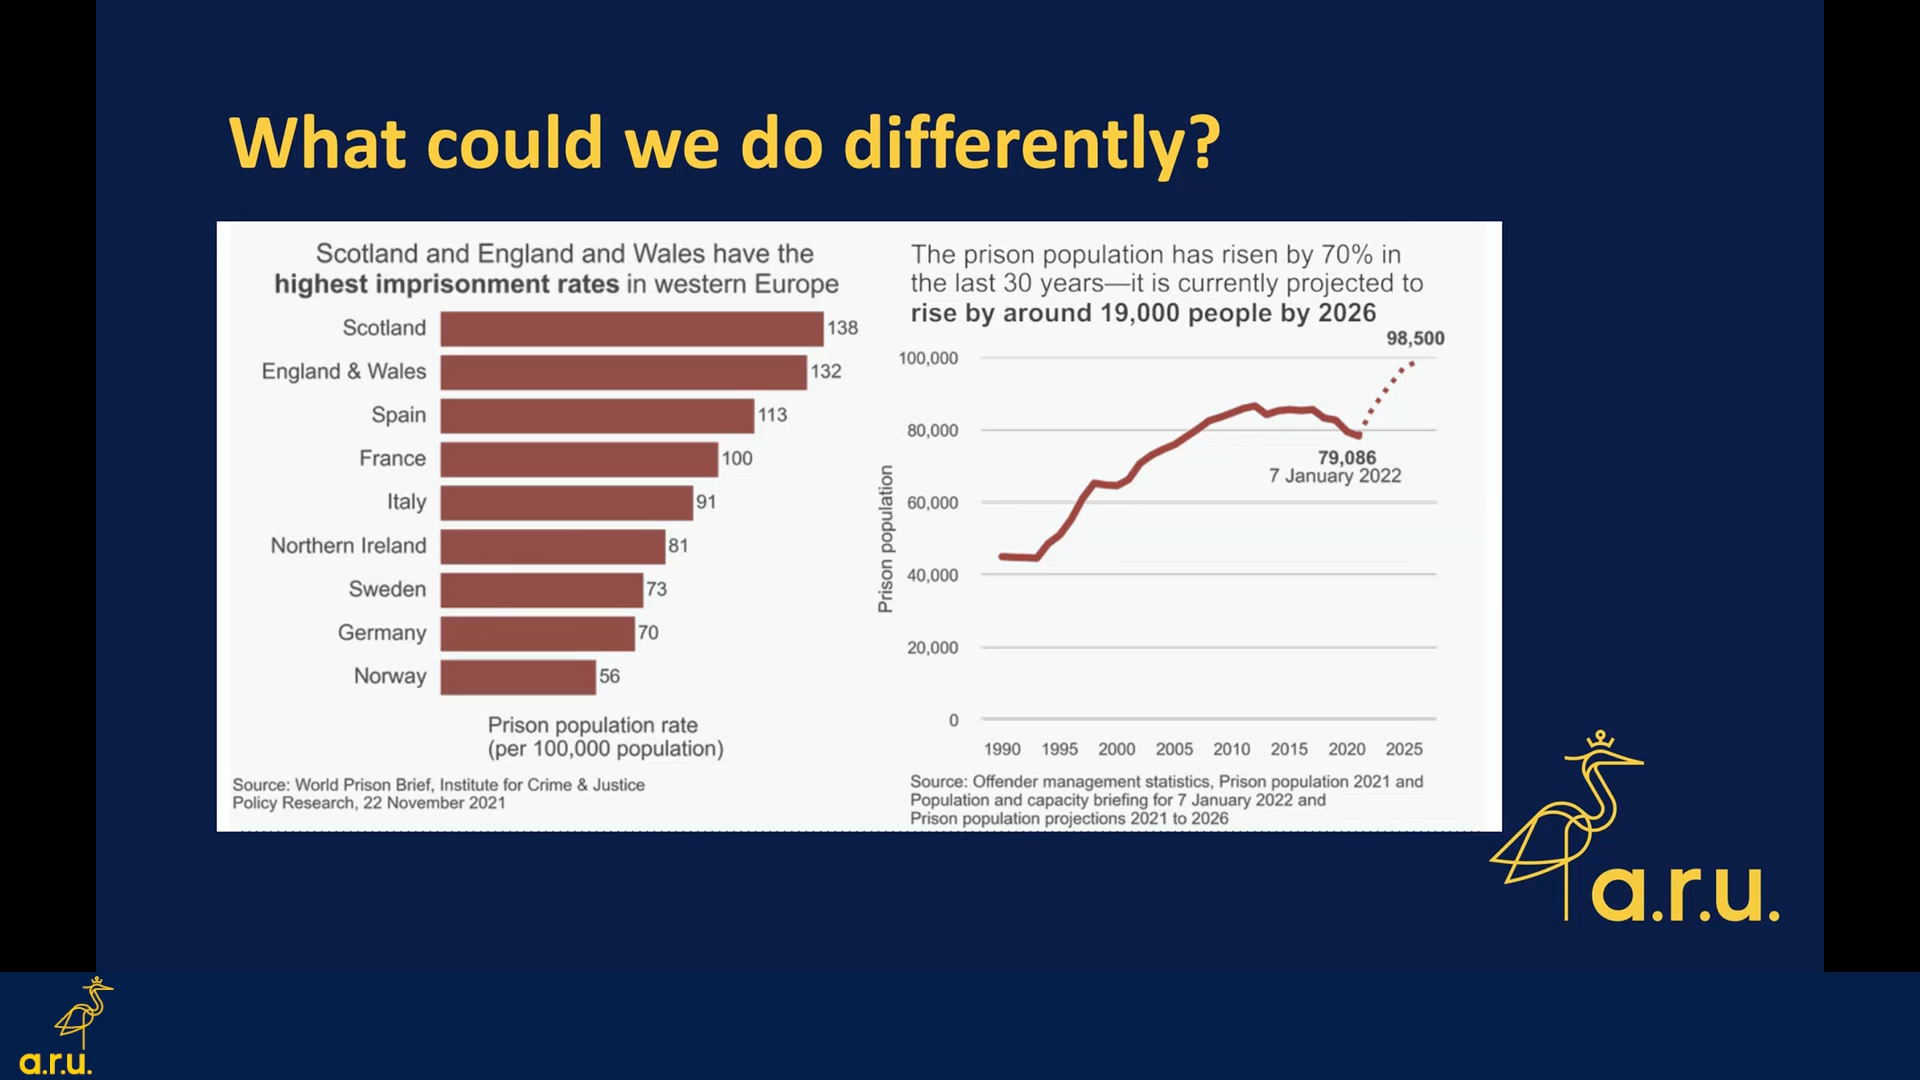 What could we do differently?
Scotland and England and Wales have the
highest imprisonment rates in western Europe
Scotland 138
England & Wales 132
Spain 113
France 100
Italy 91
Northern Ireland 81
Sweden 73
Germany 70
Norway 56
Prison population rate
(per 100,000 population)
Source: World Prison Brief, Institute for Crime & Justice
Policy Research, 22 November 2021
The prison population has risen by 70% in
the last 30 years—it is currently projected to
rise by around 19,000 people by 2026
98,500
100,000
80,000
79,086
7 January 2022
60,000
40,000
20,000
0
Prison population
1990 1995 2000 2005 2010 2015 2020 2025
Source: Offender management statistics, Prison population 2021 and
Population and capacity briefing for 7 January 2022 and
Prison population projections 2021 to 2026
a.r.u.
a.r.u.